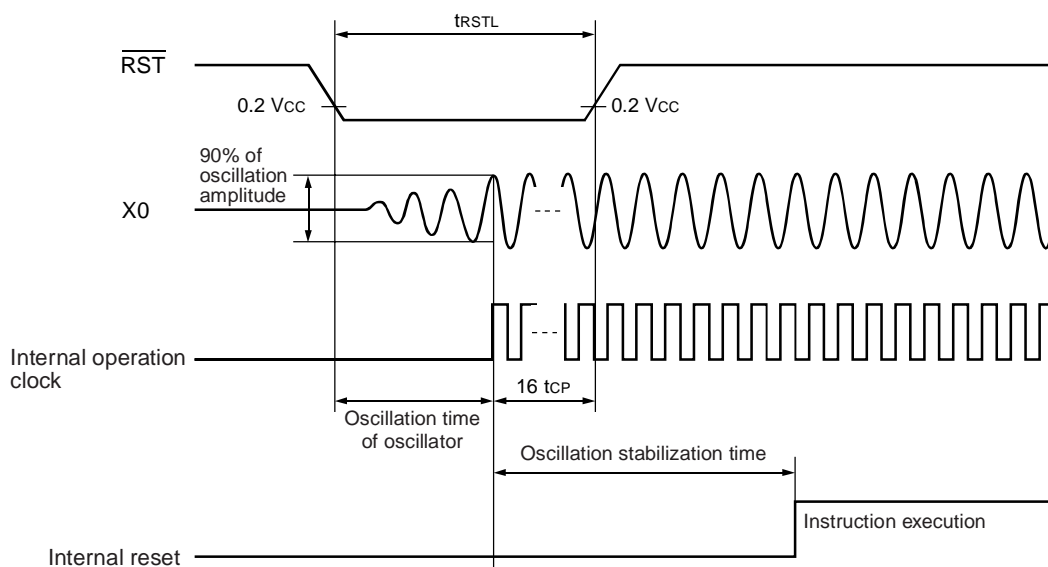 tRSTL
RST
0.2 VCC
0.2 VCC
90% of
oscillation
amplitude
X0
Internal operation
clock
16 tCP
Oscillation time
of oscillator
Oscillation stabilization time
Instruction execution
Internal reset